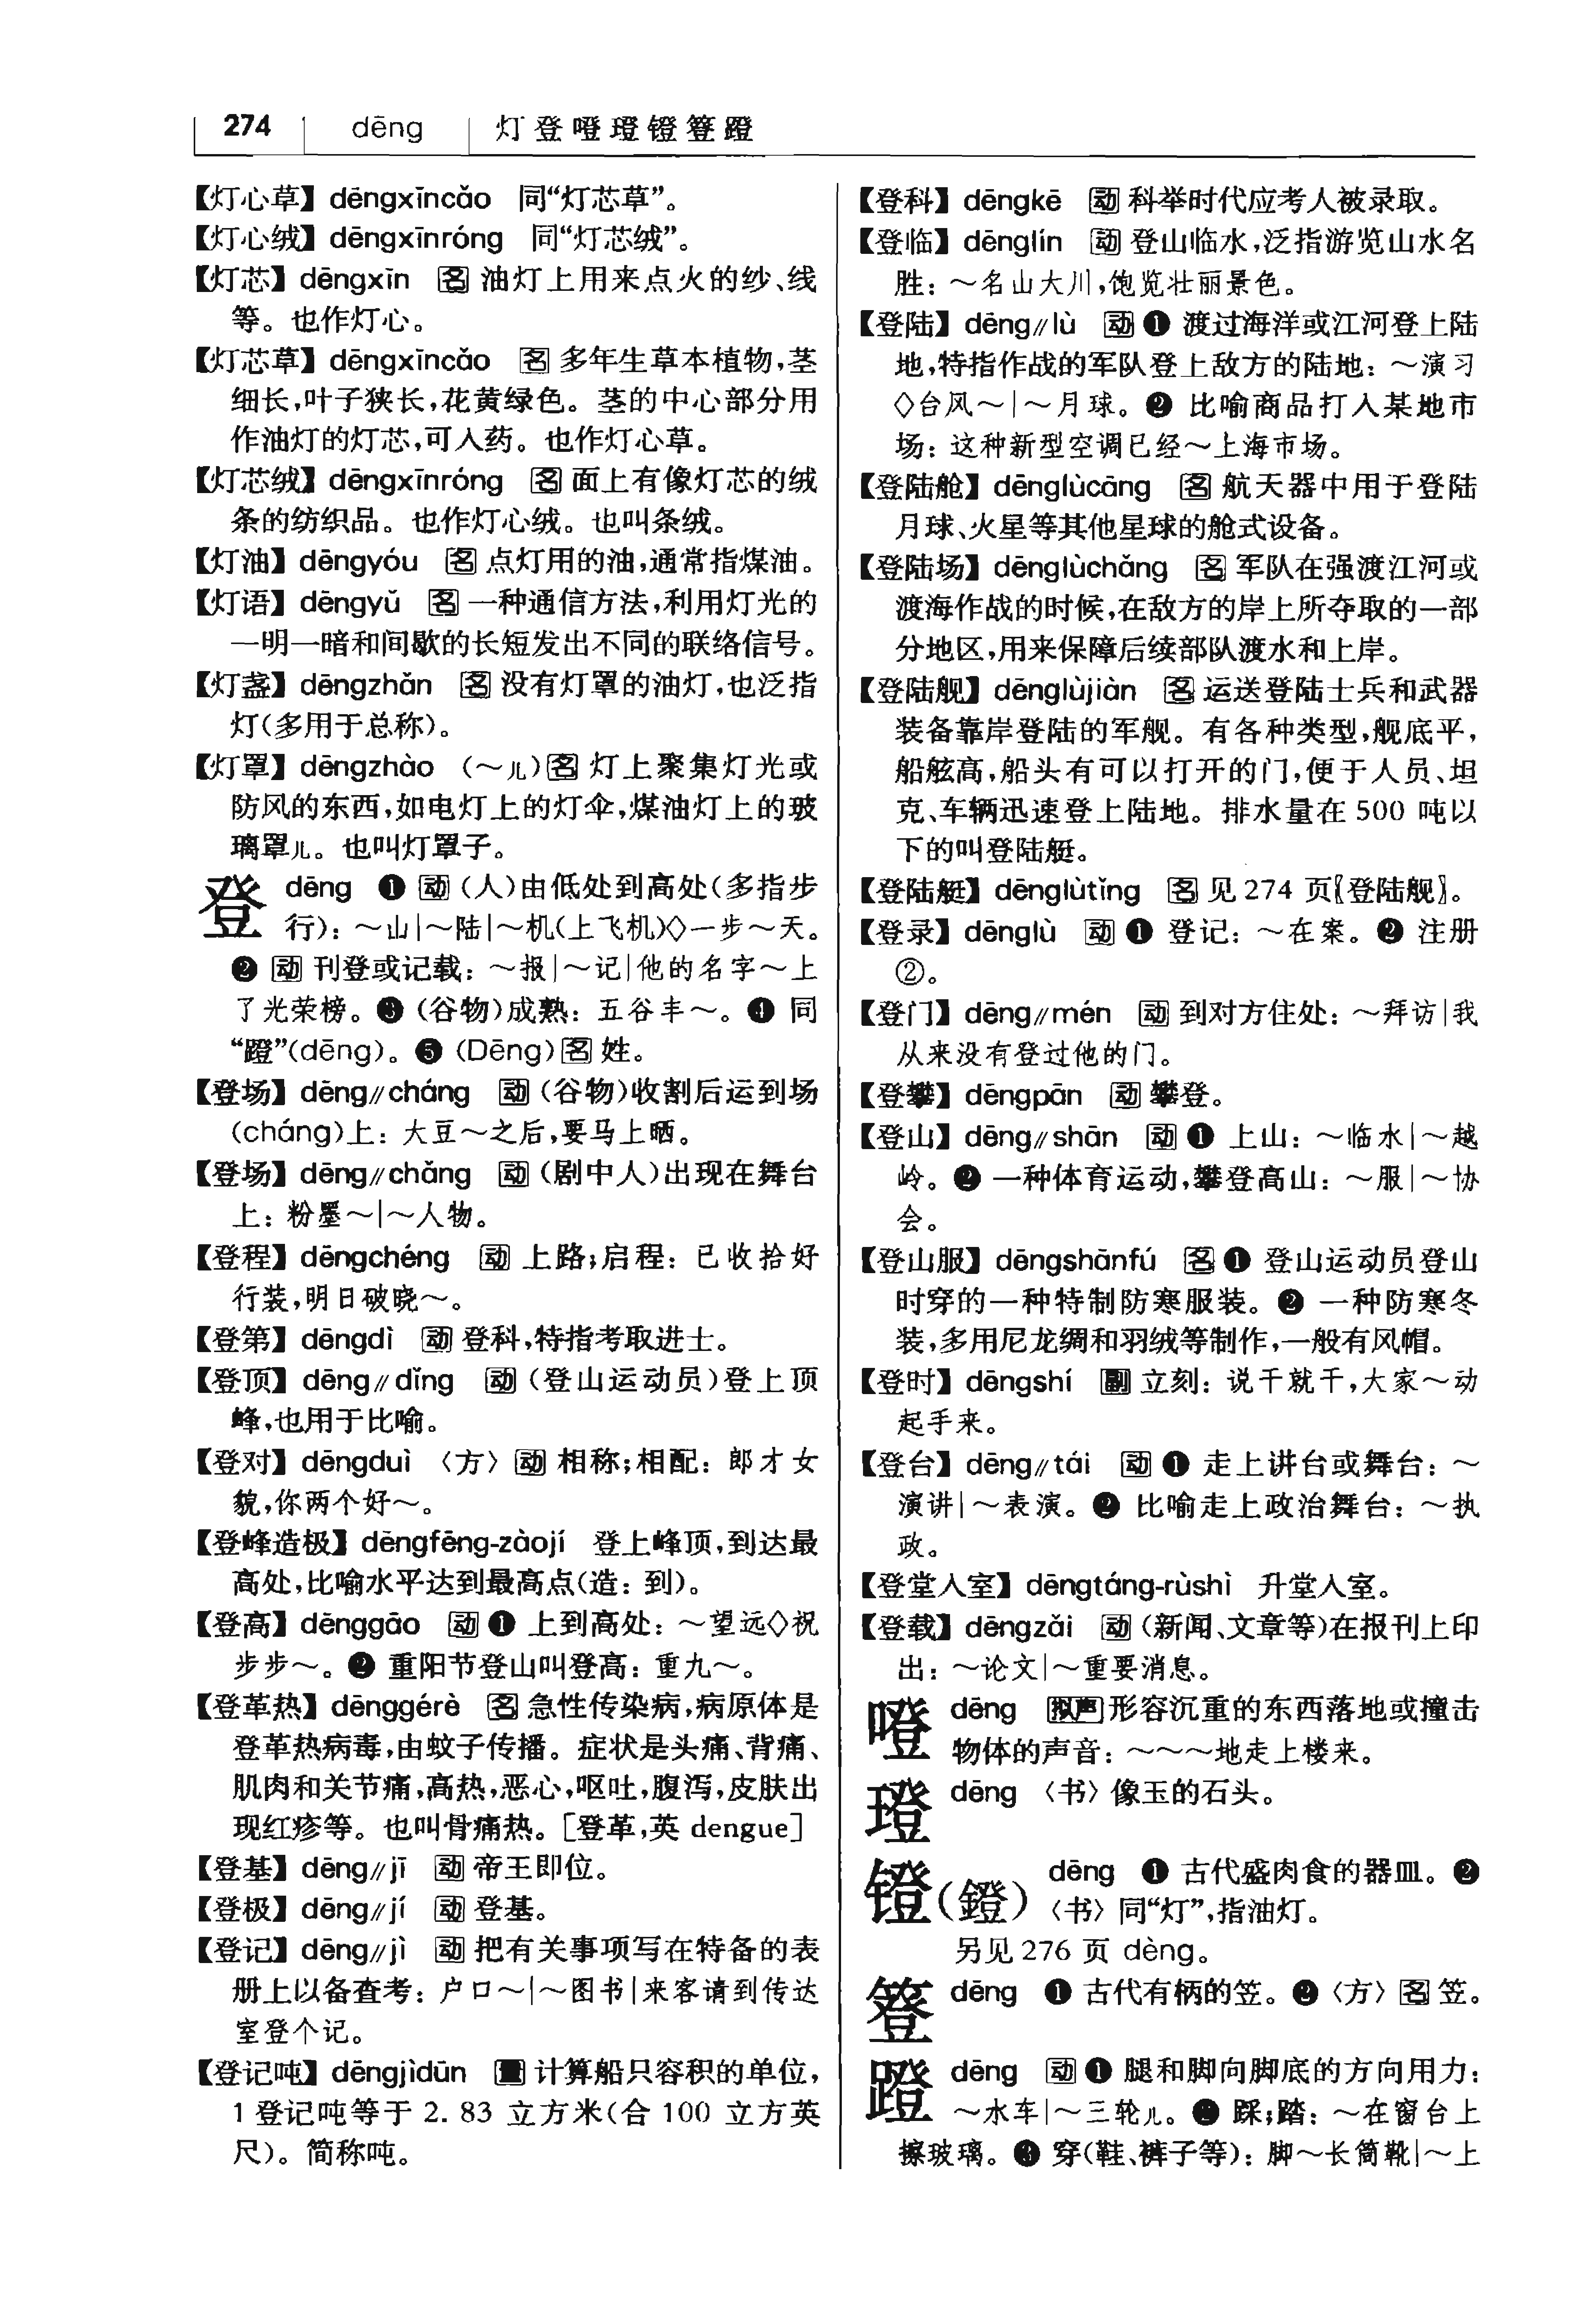 274 dēng 灯登噔璒镫簦蹬
【灯心草】dēngxīncǎo 同“灯芯草”。
【灯心绒】dēngxīnróng 同“灯芯绒”。
【灯芯】dēngxīn 名 油灯上用来点火的纱、线
等。也作灯心。
【灯芯草】dēngxīncǎo 名 多年生草本植物,茎
细长,叶子狭长,花黄绿色。茎的中心部分用
作油灯的灯芯,可入药。也作灯心草。
【灯芯绒】dēngxīnróng 名 面上有像灯芯的绒
条的纺织品。也作灯心绒。也叫条绒。
【灯油】dēngyóu 名 点灯用的油,通常指煤油。
【灯语】dēngyǔ 名 一种通信方法,利用灯光的
一明一暗和间歇的长短发出不同的联络信号。
【灯盏】dēngzhǎn 名 没有灯罩的油灯,也泛指
灯(多用于总称)。
【灯罩】dēngzhào (～儿)名 灯上聚集灯光或
防风的东西,如电灯上的灯伞,煤油灯上的玻
璃罩儿。也叫灯罩子。
登 dēng ❶ 动 (人)由低处到高处(多指步
行): ～山|～陆|～机(上飞机)◇一步～天。
❷ 动 刊登或记载: ～报|～记|他的名字～上
了光荣榜。❸ (谷物)成熟: 五谷丰～。❹ 同
“蹬”(dēng)。❺ (Dēng)名 姓。
【登场】dēng∥cháng 动 (谷物)收割后运到场
(cháng)上: 大豆～之后,要马上晒。
【登场】dēng∥chǎng 动 (剧中人)出现在舞台
上: 粉墨～|～人物。
【登程】dēngchéng 动 上路;启程: 已收拾好
行装,明日破晓～。
【登第】dēngdì 动 登科,特指考取进士。
【登顶】dēng∥dǐng 动 (登山运动员)登上顶
峰,也用于比喻。
【登对】dēngduì 〈方〉动 相称;相配: 郎才女
貌,你两个好～。
【登峰造极】dēngfēng-zàojí 登上峰顶,到达最
高处,比喻水平达到最高点(造: 到)。
【登高】dēnggāo 动 ❶ 上到高处: ～望远◇祝
步步～。❷ 重阳节登山叫登高: 重九～。
【登革热】dēnggérè 名 急性传染病,病原体是
登革热病毒,由蚊子传播。症状是头痛、背痛、
肌肉和关节痛,高热,恶心,呕吐,腹泻,皮肤出
现红疹等。也叫骨痛热。[登革,英 dengue]
【登基】dēng∥jī 动 帝王即位。
【登极】dēng∥jí 动 登基。
【登记】dēng∥jì 动 把有关事项写在特备的表
册上以备查考: 户口～|～图书|来客请到传达
室登个记。
【登记吨】dēngjìdūn 量 计算船只容积的单位,
1 登记吨等于 2.83 立方米(合 100 立方英
尺)。简称吨。
【登科】dēngkē 动 科举时代应考人被录取。
【登临】dēnglín 动 登山临水,泛指游览山水名
胜: ～名山大川,饱览壮丽景色。
【登陆】dēng∥lù 动 ❶ 渡过海洋或江河登上陆
地,特指作战的军队登上敌方的陆地: ～演习
◇台风～|～月球。❷ 比喻商品打入某地市
场: 这种新型空调已经～上海市场。
【登陆舱】dēnglùcāng 名 航天器中用于登陆
月球、火星等其他星球的舱式设备。
【登陆场】dēnglùchǎng 名 军队在强渡江河或
渡海作战的时候,在敌方的岸上所夺取的一部
分地区,用来保障后续部队渡水和上岸。
【登陆舰】dēnglùjiàn 名 运送登陆士兵和武器
装备靠岸登陆的军舰。有各种类型,舰底平,
船舷高,船头有可以打开的门,便于人员、坦
克、车辆迅速登上陆地。排水量在 500 吨以
下的叫登陆艇。
【登陆艇】dēnglùtǐng 名 见 274 页〖登陆舰〗。
【登录】dēnglù 动 ❶ 登记: ～在案。❷ 注册
②。
【登门】dēng∥mén 动 到对方住处: ～拜访|我
从来没有登过他的门。
【登攀】dēngpān 动 攀登。
【登山】dēng∥shān 动 ❶ 上山: ～临水|～越
岭。❷ 一种体育运动,攀登高山: ～服|～协
会。
【登山服】dēngshānfú 名 ❶ 登山运动员登山
时穿的一种特制防寒服装。❷ 一种防寒冬
装,多用尼龙绸和羽绒等制作,一般有风帽。
【登时】dēngshí 副 立刻: 说干就干,大家～动
起手来。
【登台】dēng∥tái 动 ❶ 走上讲台或舞台: ～
演讲|～表演。❷ 比喻走上政治舞台: ～执
政。
【登堂入室】dēngtáng-rùshì 升堂入室。
【登载】dēngzǎi 动 (新闻、文章等)在报刊上印
出: ～论文|～重要消息。
噔 dēng 拟声 形容沉重的东西落地或撞击
物体的声音: ～～～地走上楼来。
璒 dēng 〈书〉像玉的石头。
镫(鐙) dēng ❶ 古代盛肉食的器皿。❷
〈书〉同“灯”,指油灯。
另见 276 页 dèng。
簦 dēng ❶ 古代有柄的笠。❷〈方〉名 笠。
蹬 dēng 动 ❶ 腿和脚向脚底的方向用力:
～水车|～三轮儿。❷ 踩;踏: ～在窗台上
擦玻璃。❸ 穿(鞋、裤子等): 脚～长筒靴|～上